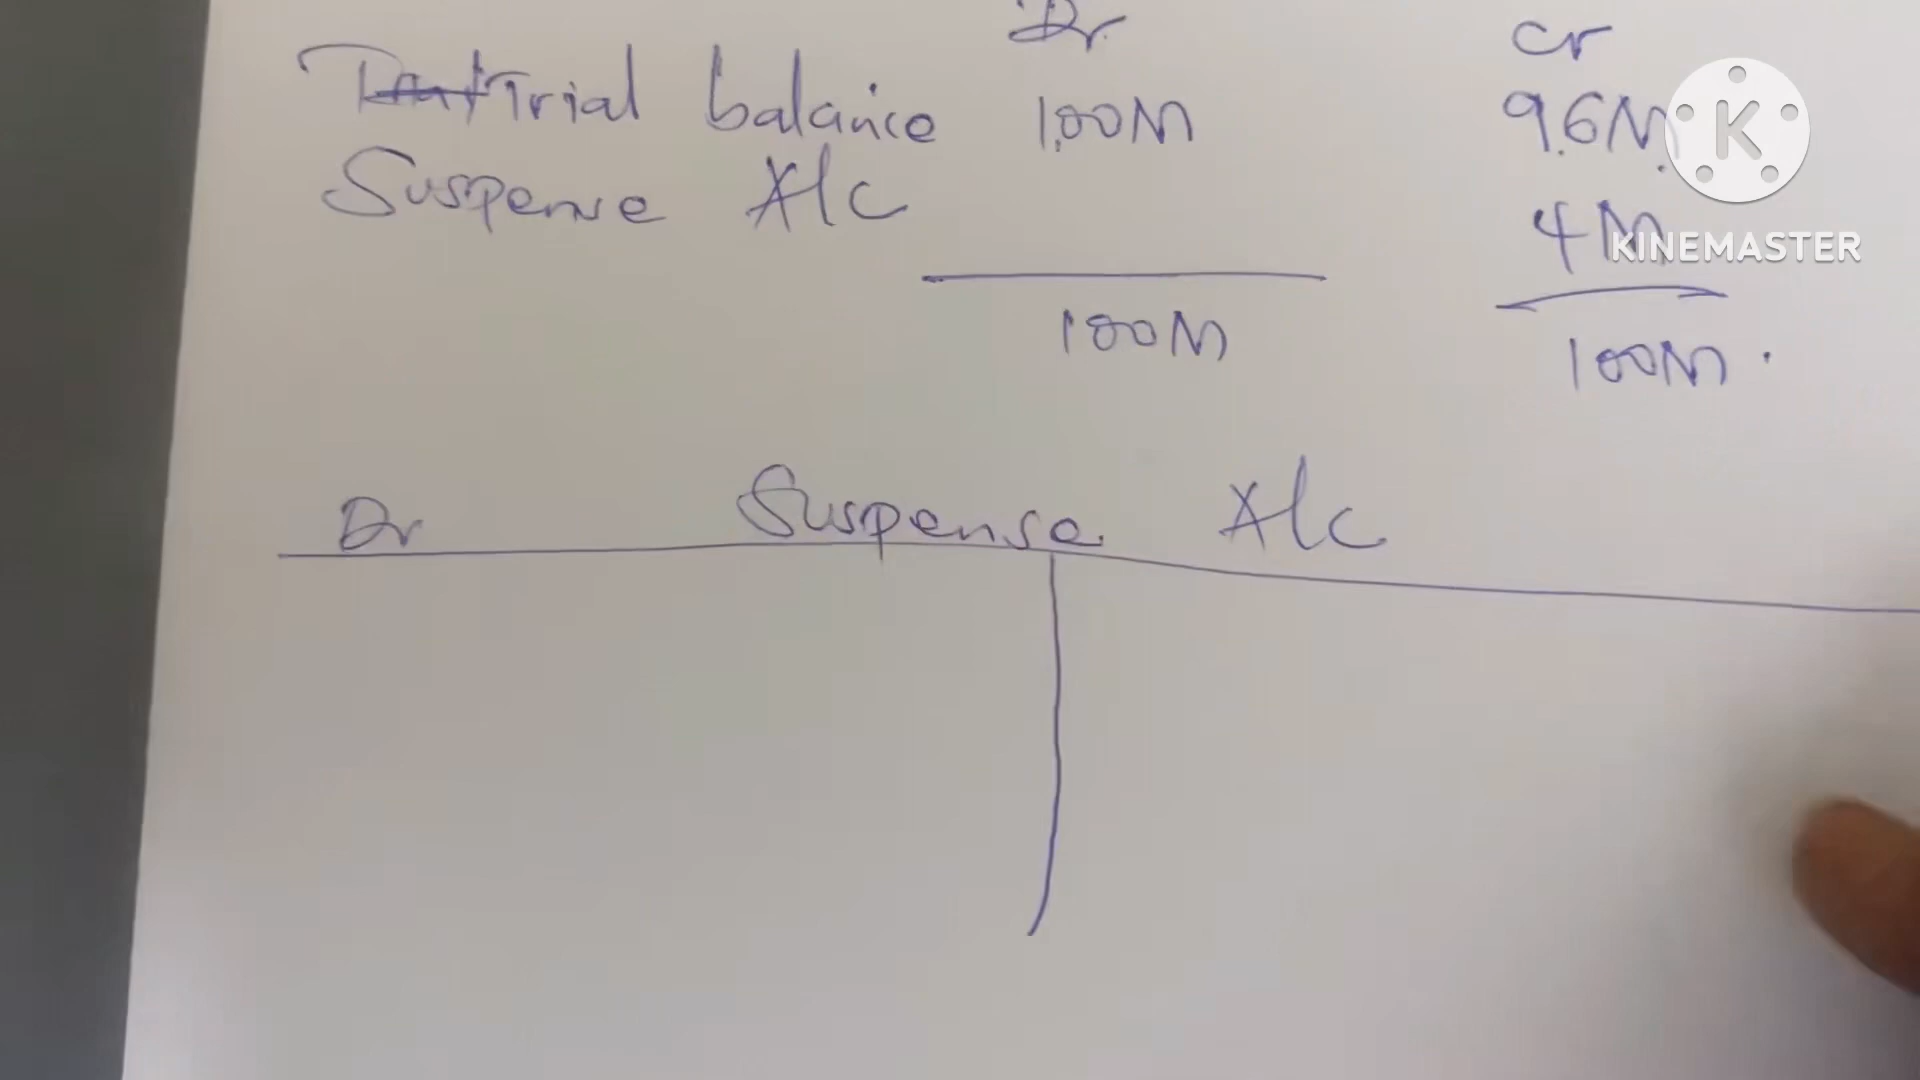 Dr Cr
Trial balance 100M 96M
Suspense A/c 4M
KINEMASTER
100M 100M
Dr Suspense A/c